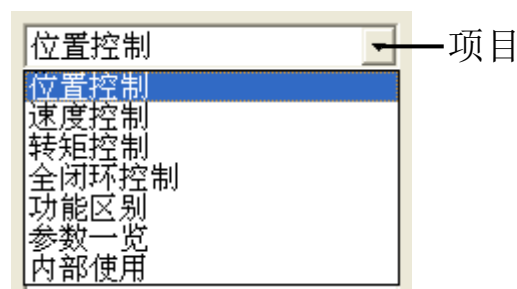 位置控制
项目
位置控制
速度控制
转矩控制
全闭环控制
功能区别
参数一览
内部使用